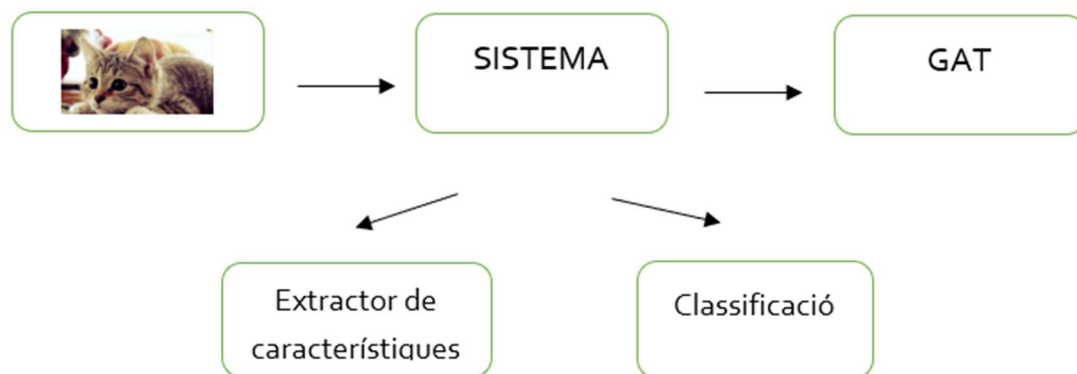 SISTEMA
GAT
Extractor de
característiques
Classificació